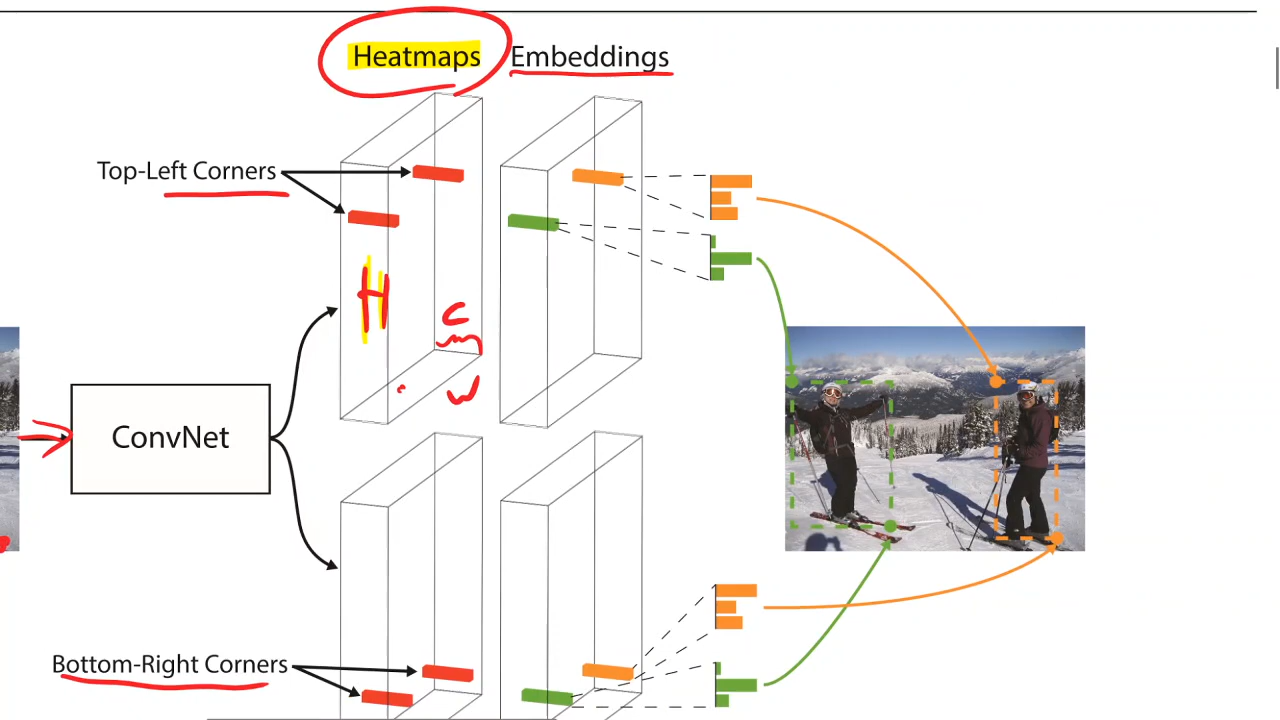 Heatmaps Embeddings
Top-Left Corners
H
C
W
ConvNet
Bottom-Right Corners